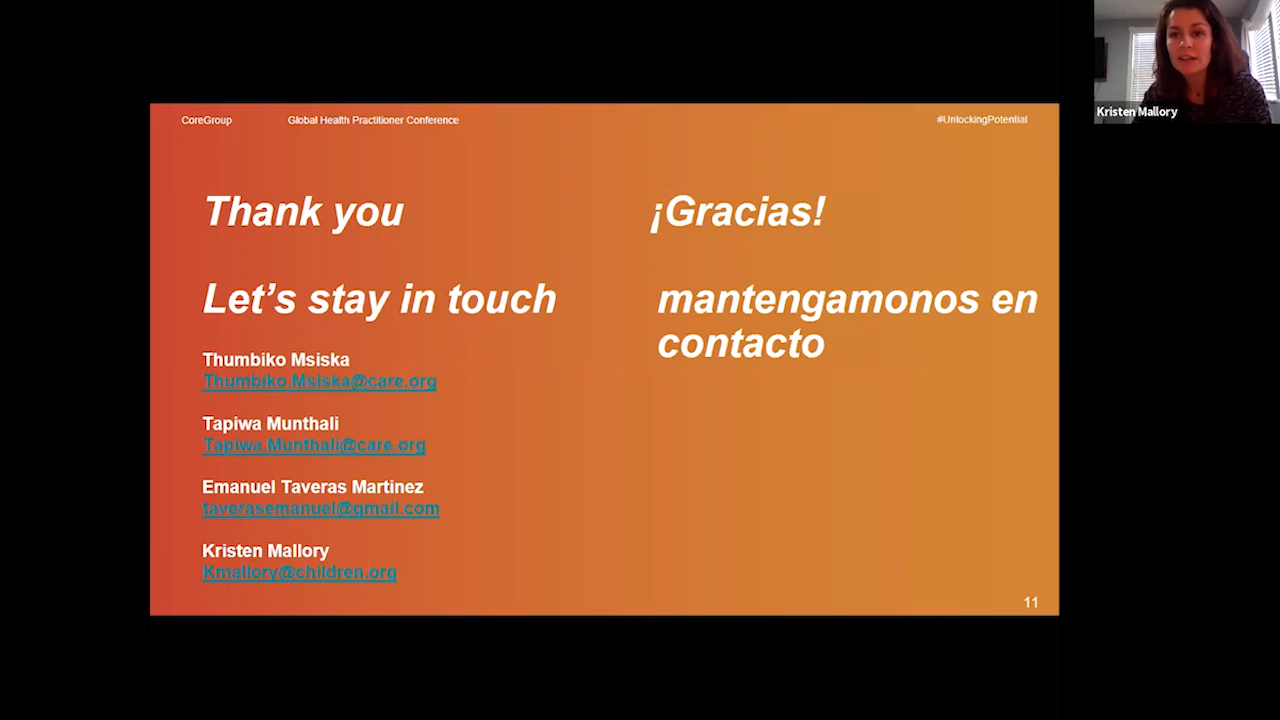 CoreGroup
Global Health Practitioner Conference
#UnlockingPotential
Kristen Mallory
Thank you
¡Gracias!
Let’s stay in touch
mantengamonos en
contacto
Thumbiko Msiska
Thumbiko.Msiska@care.org
Tapiwa Munthali
Tapiwa.Munthali@care.org
Emanuel Taveras Martinez
taverasemanuel@gmail.com
Kristen Mallory
Kmallory@children.org
11